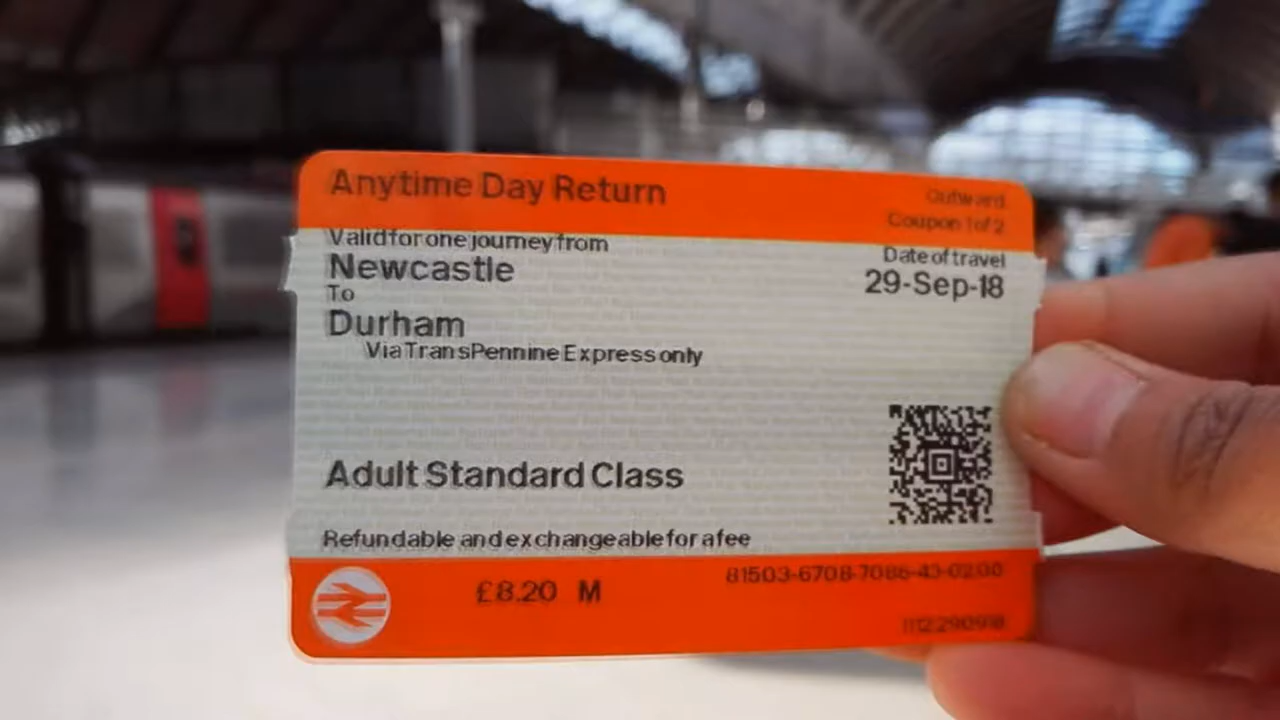 Anytime Day Return
Outward
Coupon 1 of 2
Valid for one journey from
Newcastle
Date of travel
29-Sep-18
To
Durham
Via TransPennine Express only
Adult Standard Class
Refundable and exchangeable for a fee
£8.20 M
81503-6708-7086-43-0200